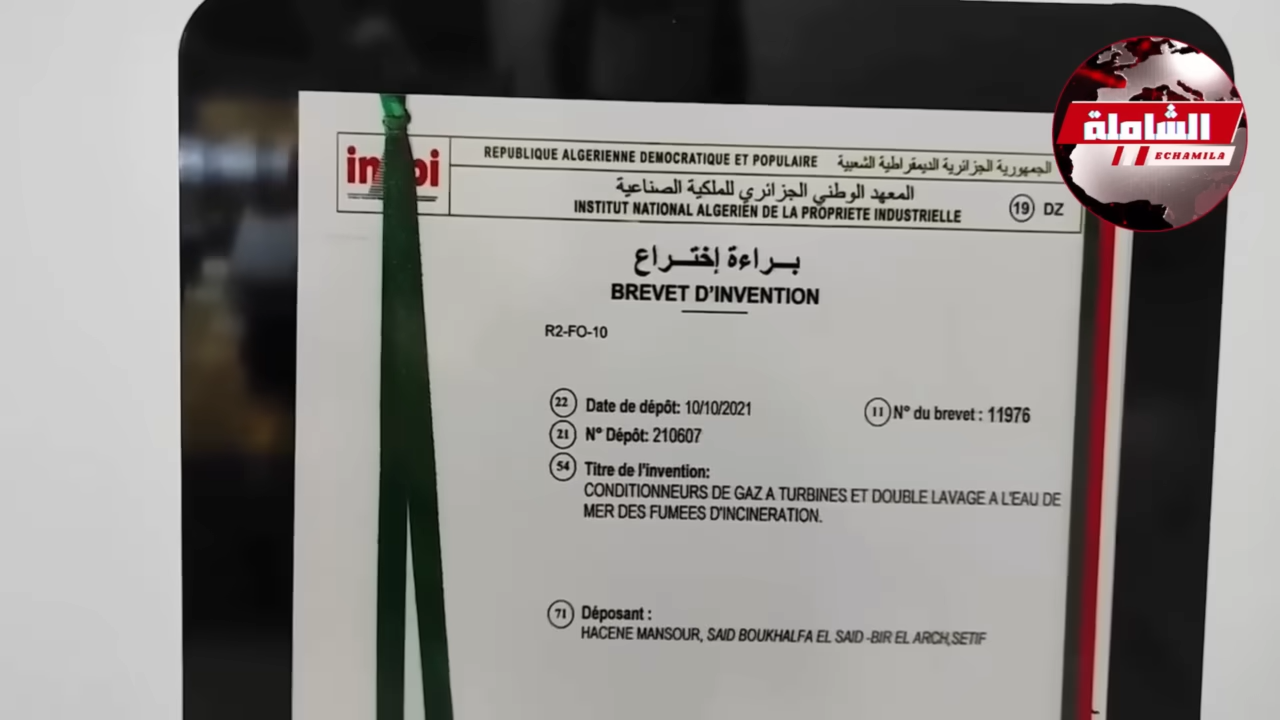 الشاملة
ECHAMILA
REPUBLIQUE ALGERIENNE DEMOCRATIQUE ET POPULAIRE الجمهورية الجزائرية الديمقراطية الشعبية
المعهد الوطني الجزائري للملكية الصناعية
INSTITUT NATIONAL ALGERIEN DE LA PROPRIETE INDUSTRIELLE
19 DZ
بـراءة إختـراع
BREVET D'INVENTION
R2-FO-10
22 Date de dépôt: 10/10/2021
11 N° du brevet : 11976
21 N° Dépôt: 210607
54 Titre de l'invention:
CONDITIONNEURS DE GAZ A TURBINES ET DOUBLE LAVAGE A L'EAU DE
MER DES FUMEES D'INCINERATION.
71 Déposant :
HACENE MANSOUR, SAID BOUKHALFA EL SAID -BIR EL ARCH,SETIF